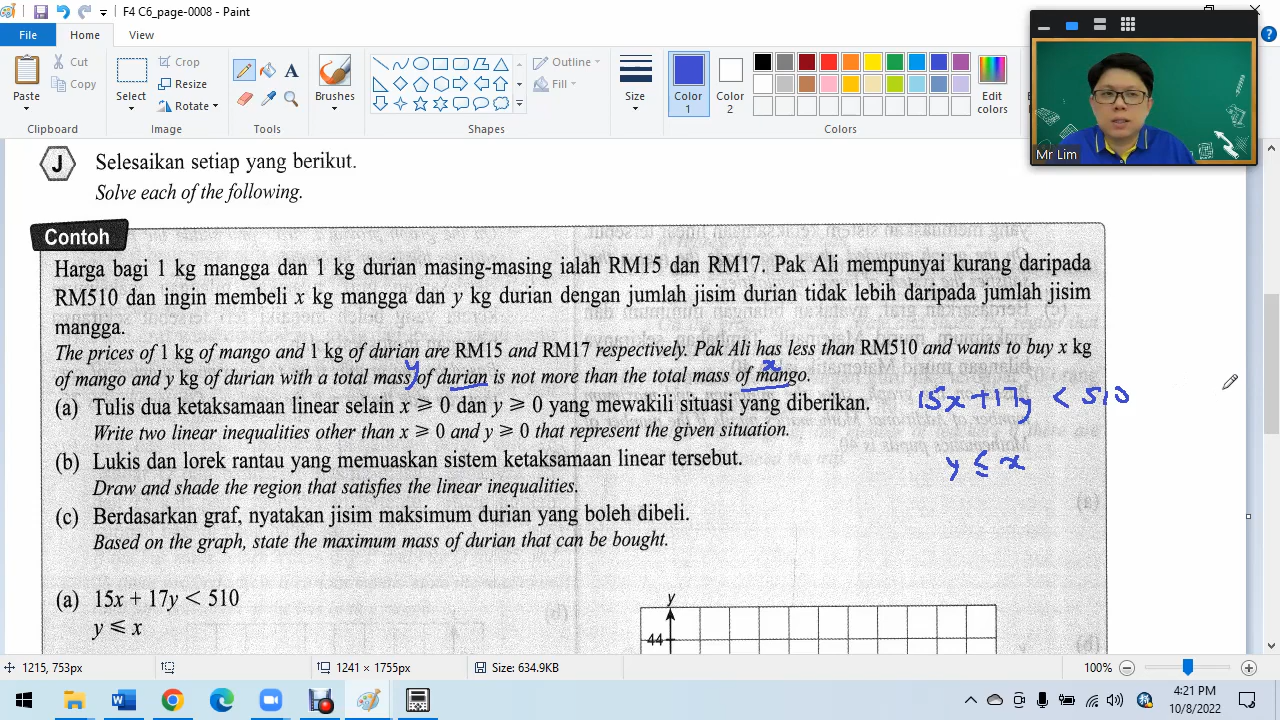 F4 C6_page-0008 - Paint
File
Home
View
Paste
Cut
Copy
Clipboard
Select
Crop
Resize
Rotate
Image
Tools
Brushes
Shapes
Outline
Fill
Size
Color 1
Color 2
Colors
Edit colors
Mr Lim
J Selesaikan setiap yang berikut.
Solve each of the following.
Contoh
Harga bagi 1 kg mangga dan 1 kg durian masing-masing ialah RM15 dan RM17. Pak Ali mempunyai kurang daripada
RM510 dan ingin membeli x kg mangga dan y kg durian dengan jumlah jisim durian tidak lebih daripada jumlah jisim
mangga.
The prices of 1 kg of mango and 1 kg of durian are RM15 and RM17 respectively. Pak Ali has less than RM510 and wants to buy x kg
y x
of mango and y kg of durian with a total mass of durian is not more than the total mass of mango.
(a) Tulis dua ketaksamaan linear selain x ⩾ 0 dan y ⩾ 0 yang mewakili situasi yang diberikan.
15x + 17y < 510
Write two linear inequalities other than x ⩾ 0 and y ⩾ 0 that represent the given situation.
(b) Lukis dan lorek rantau yang memuaskan sistem ketaksamaan linear tersebut.
y ≤ x
Draw and shade the region that satisfies the linear inequalities.
(c) Berdasarkan graf, nyatakan jisim maksimum durian yang boleh dibeli.
Based on the graph, state the maximum mass of durian that can be bought.
(a) 15x + 17y < 510
y ⩽ x
y
44
1215, 753px
1241 × 1755px
Size: 634.9KB
100%
4:21 PM
10/8/2022